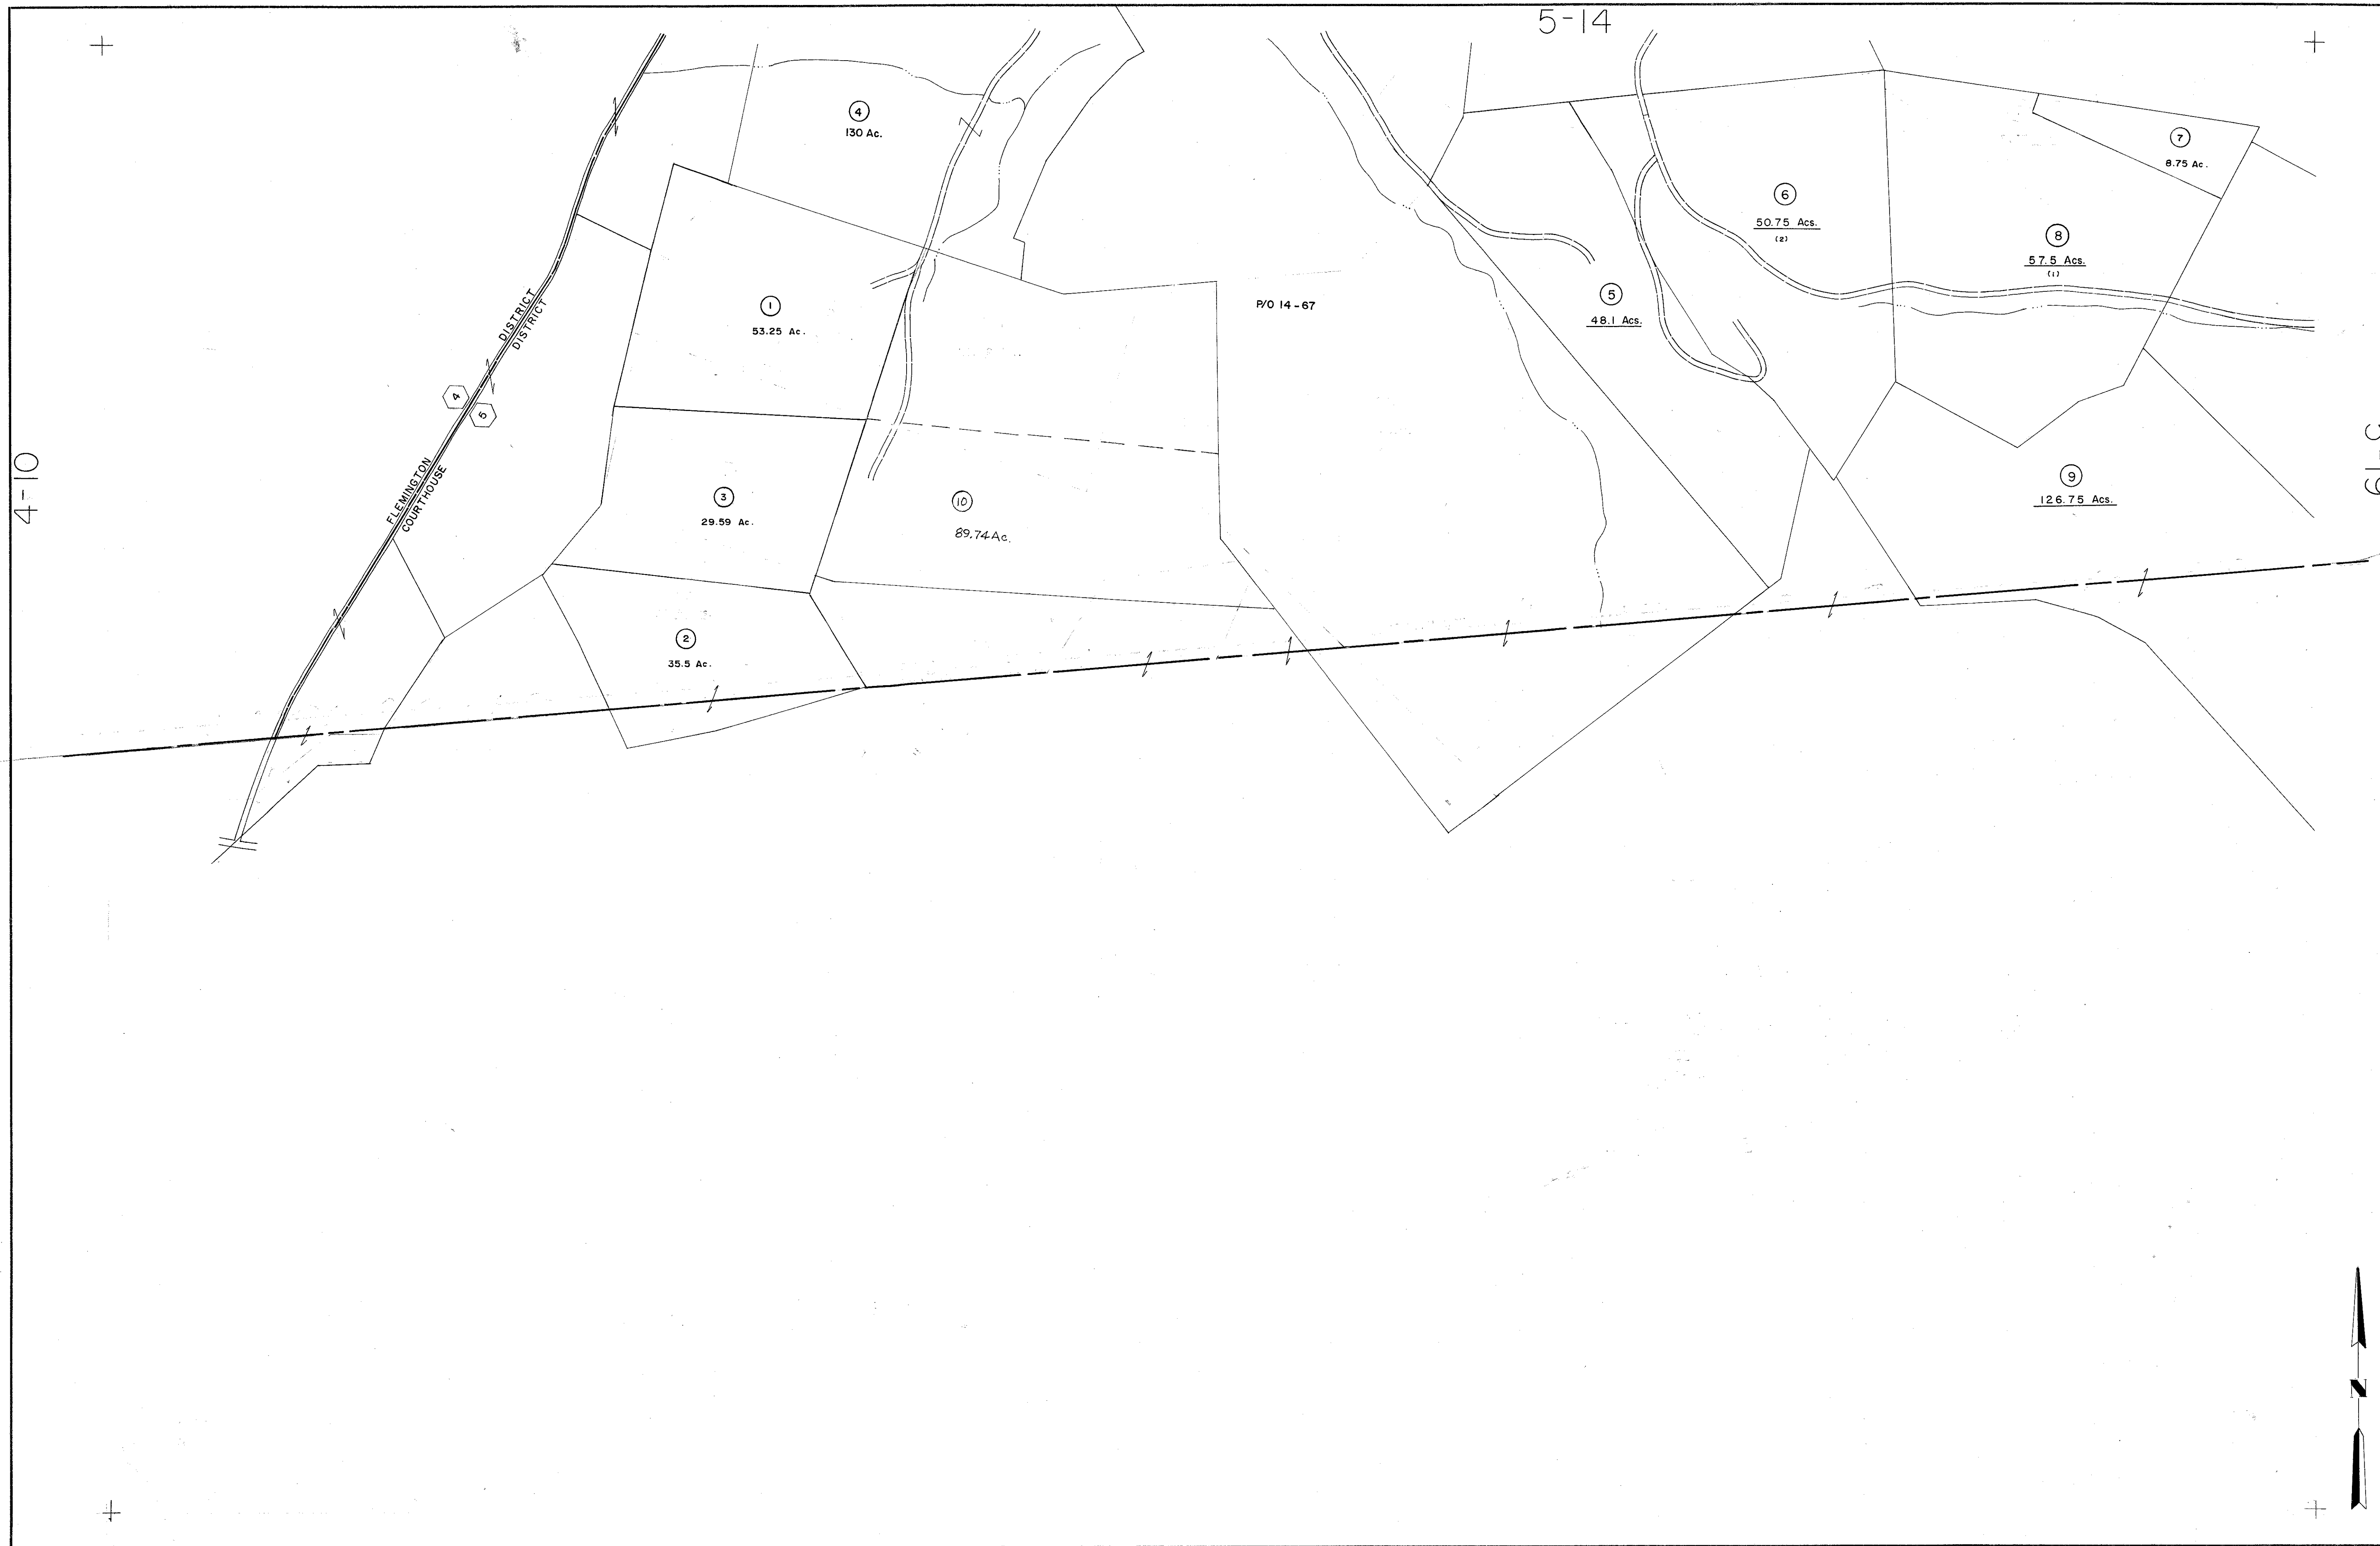 5-14
4
130 Ac.
7
8.75 Ac.
6
50.75 Acs.
(2)
8
57.5 Acs.
(1)
1
53.25 Ac.
P/O 14-67
5
48.1 Acs.
DISTRICT
DISTRICT
4
5
4-10
FLEMINGTON
COURTHOUSE
3
29.59 Ac.
10
89.74 Ac.
9
126.75 Acs.
2
35.5 Ac.
N